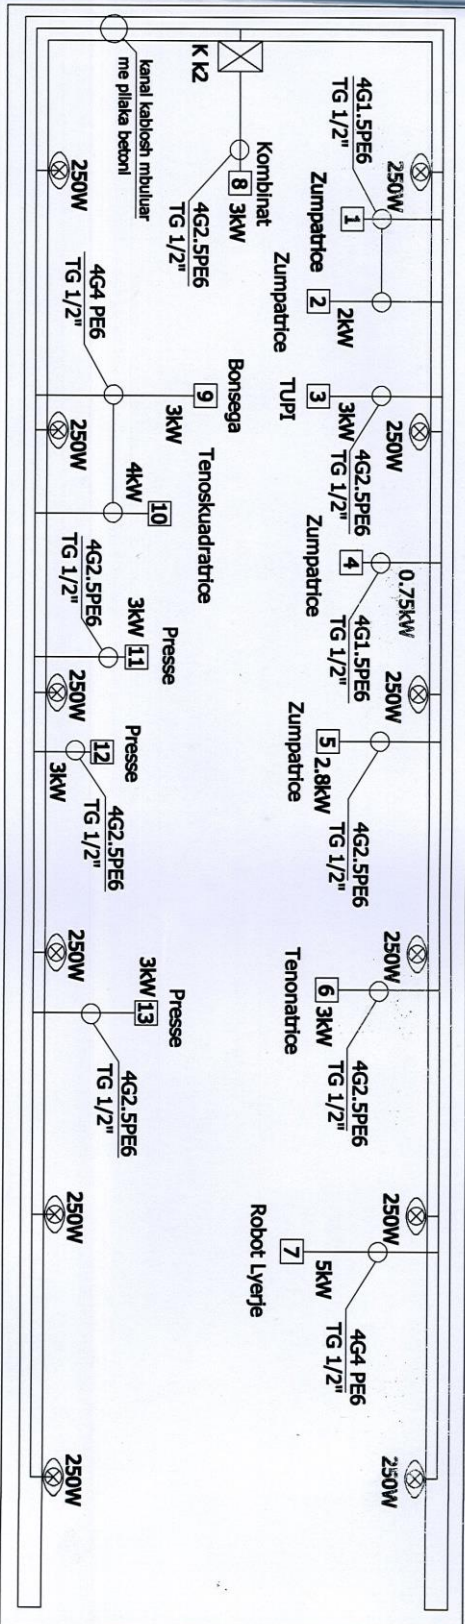 4G1.5PE6
TG 1/2"
250W
1
Zumpatrice
2
2kW
Zumpatrice
3
3kW
TUPI
4G2.5PE6
TG 1/2"
250W
4
0.75kW
Zumpatrice
4G1.5PE6
TG 1/2"
250W
5
2.8kW
Zumpatrice
4G2.5PE6
TG 1/2"
250W
6
3kW
Tenonatrice
4G2.5PE6
TG 1/2"
250W
7
5kW
Robot Lyerje
4G4 PE6
TG 1/2"
250W
K k2
Kombinat
8
3kW
4G2.5PE6
TG 1/2"
kanal kablosh mbuluar
me pllaka betoni
250W
4G4 PE6
TG 1/2"
Bonsega
9
3kW
250W
Tenoskuadratrice
10
4kW
4G2.5PE6
TG 1/2"
Presse
11
3kW
250W
Presse
12
3kW
4G2.5PE6
TG 1/2"
250W
Presse
13
3kW
4G2.5PE6
TG 1/2"
250W
250W